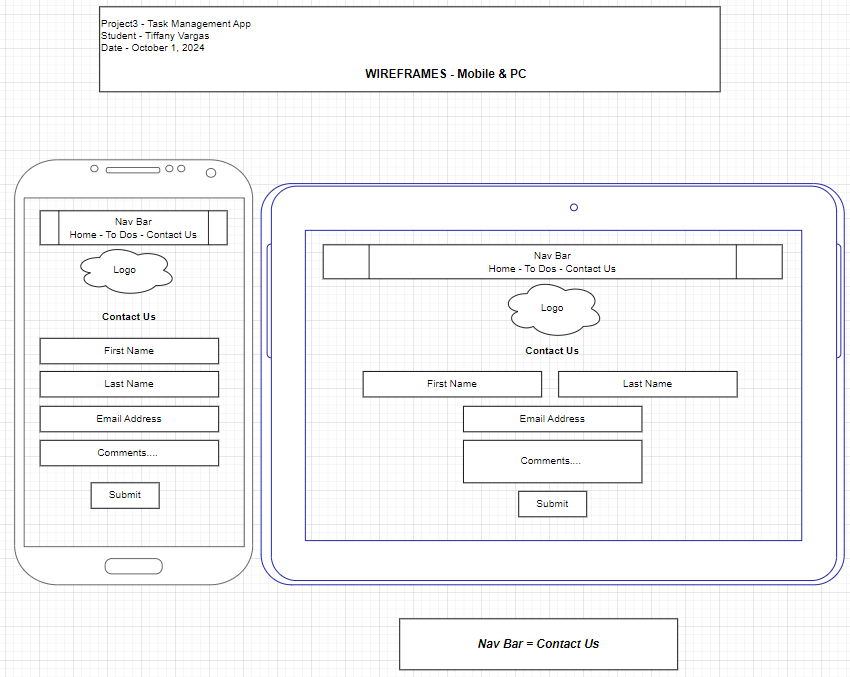 Project3 - Task Management App
Student - Tiffany Vargas
Date - October 1, 2024
WIREFRAMES - Mobile & PC
Nav Bar
Home - To Dos - Contact Us
Logo
Contact Us
First Name
Last Name
Email Address
Comments....
Submit
Nav Bar
Home - To Dos - Contact Us
Logo
Contact Us
First Name
Last Name
Email Address
Comments....
Submit
Nav Bar = Contact Us